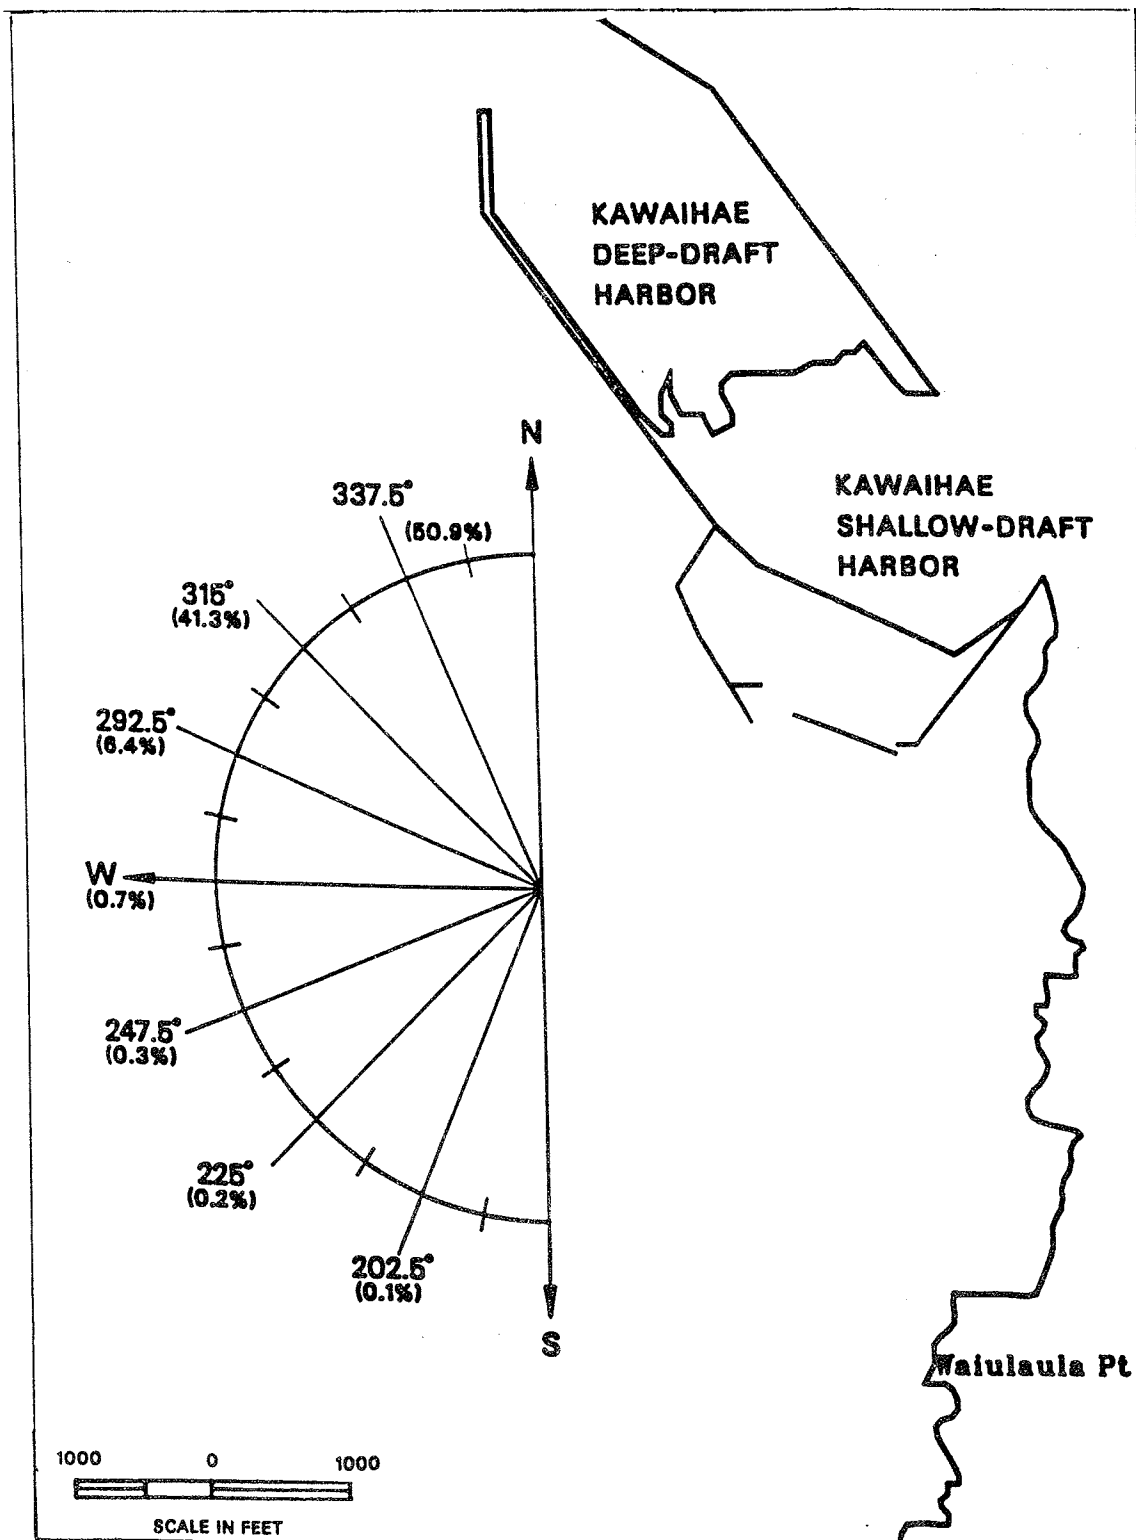 KAWAIHAE
DEEP-DRAFT
HARBOR
N
KAWAIHAE
SHALLOW-DRAFT
HARBOR
337.5°
(50.9%)
315°
(41.3%)
292.5°
(6.4%)
W
(0.7%)
247.5°
(0.3%)
225°
(0.2%)
202.5°
(0.1%)
S
Waiulaula Pt
1000 0 1000
SCALE IN FEET